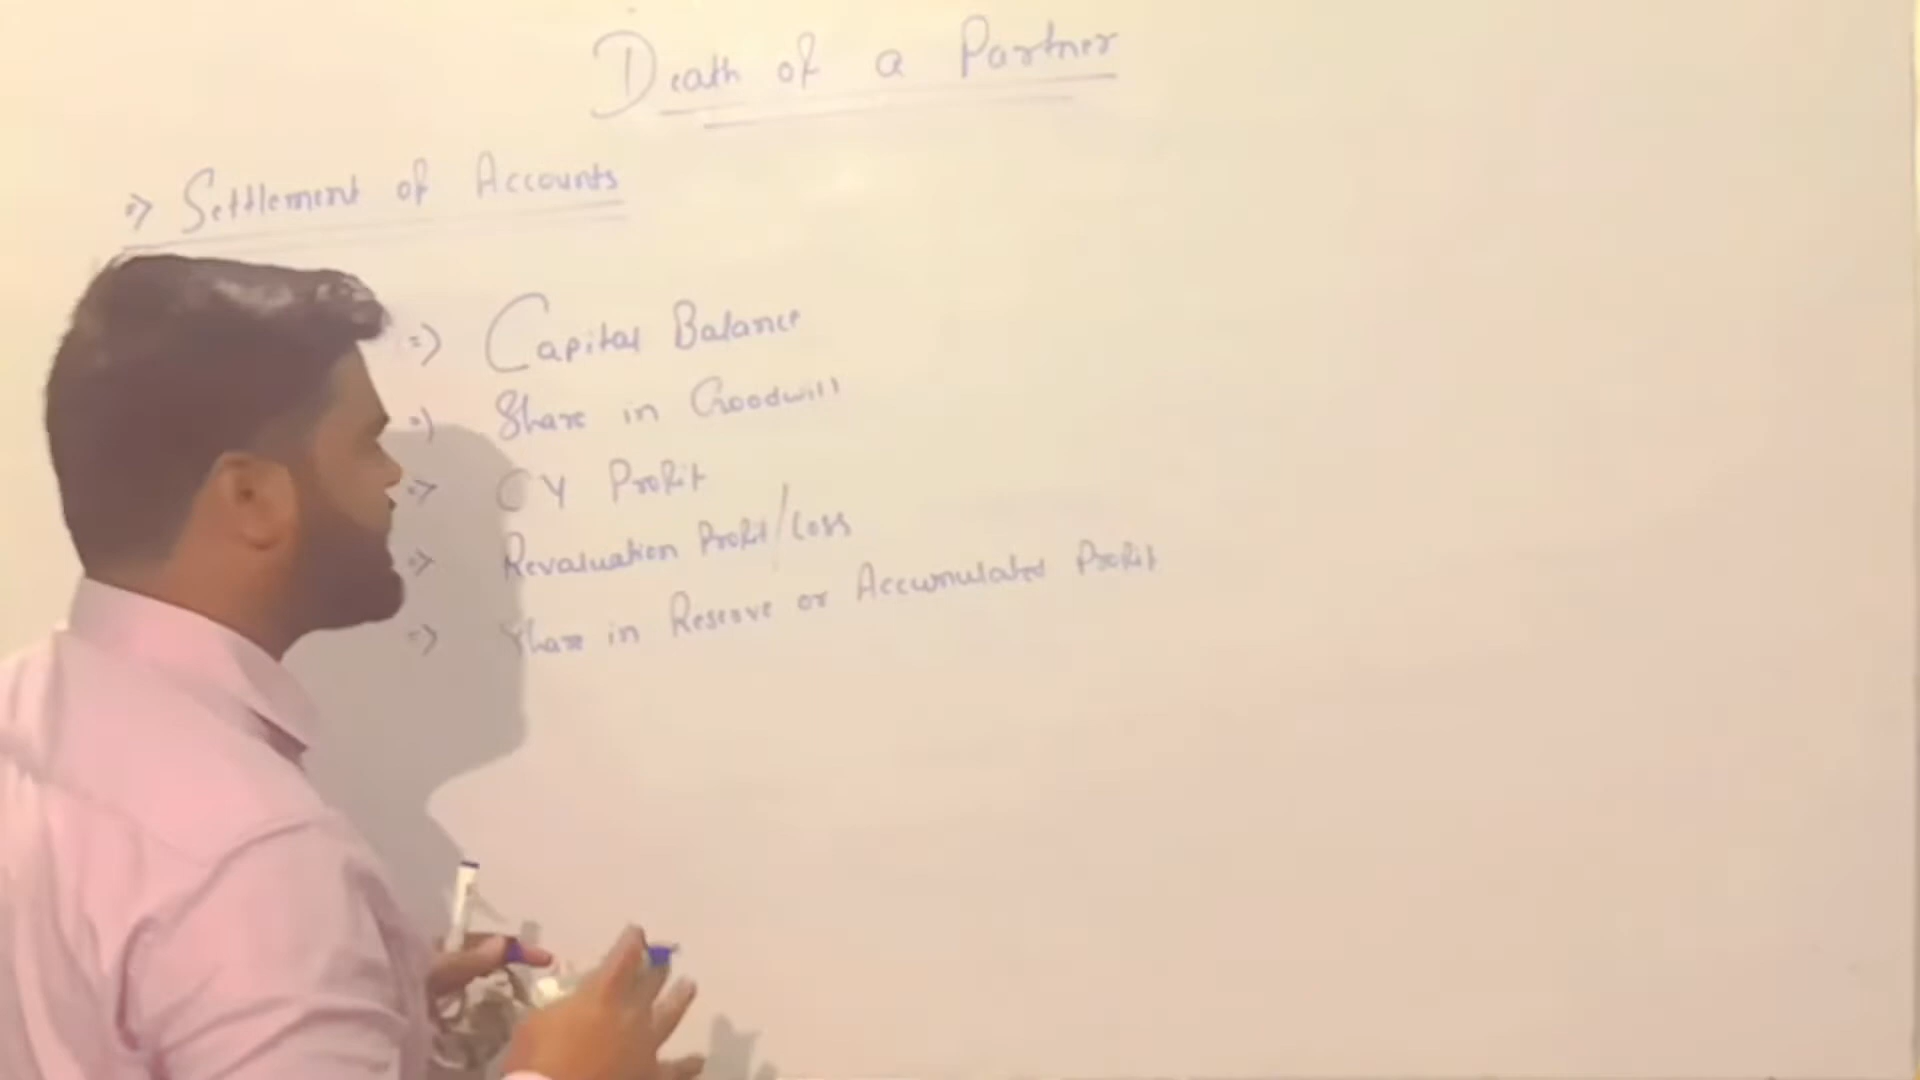 Death of a Partner
=> Settlement of Accounts
=> Capital Balance
=> Share in Goodwill
=> CY Profit
=> Revaluation Profit/Loss
=> Share in Reserve or Accumulated Profit